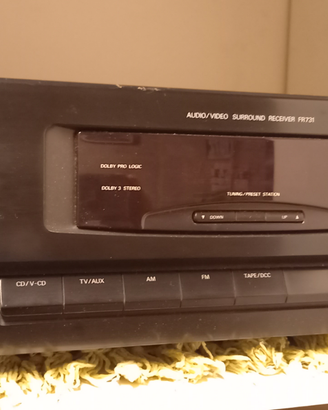 AUDIO/VIDEO SURROUND RECEIVER FR731
DOLBY PRO LOGIC
DOLBY 3 STEREO
TUNING/PRESET STATION
▼ DOWN UP ▲
CD/V-CD TV/AUX AM FM TAPE/DCC